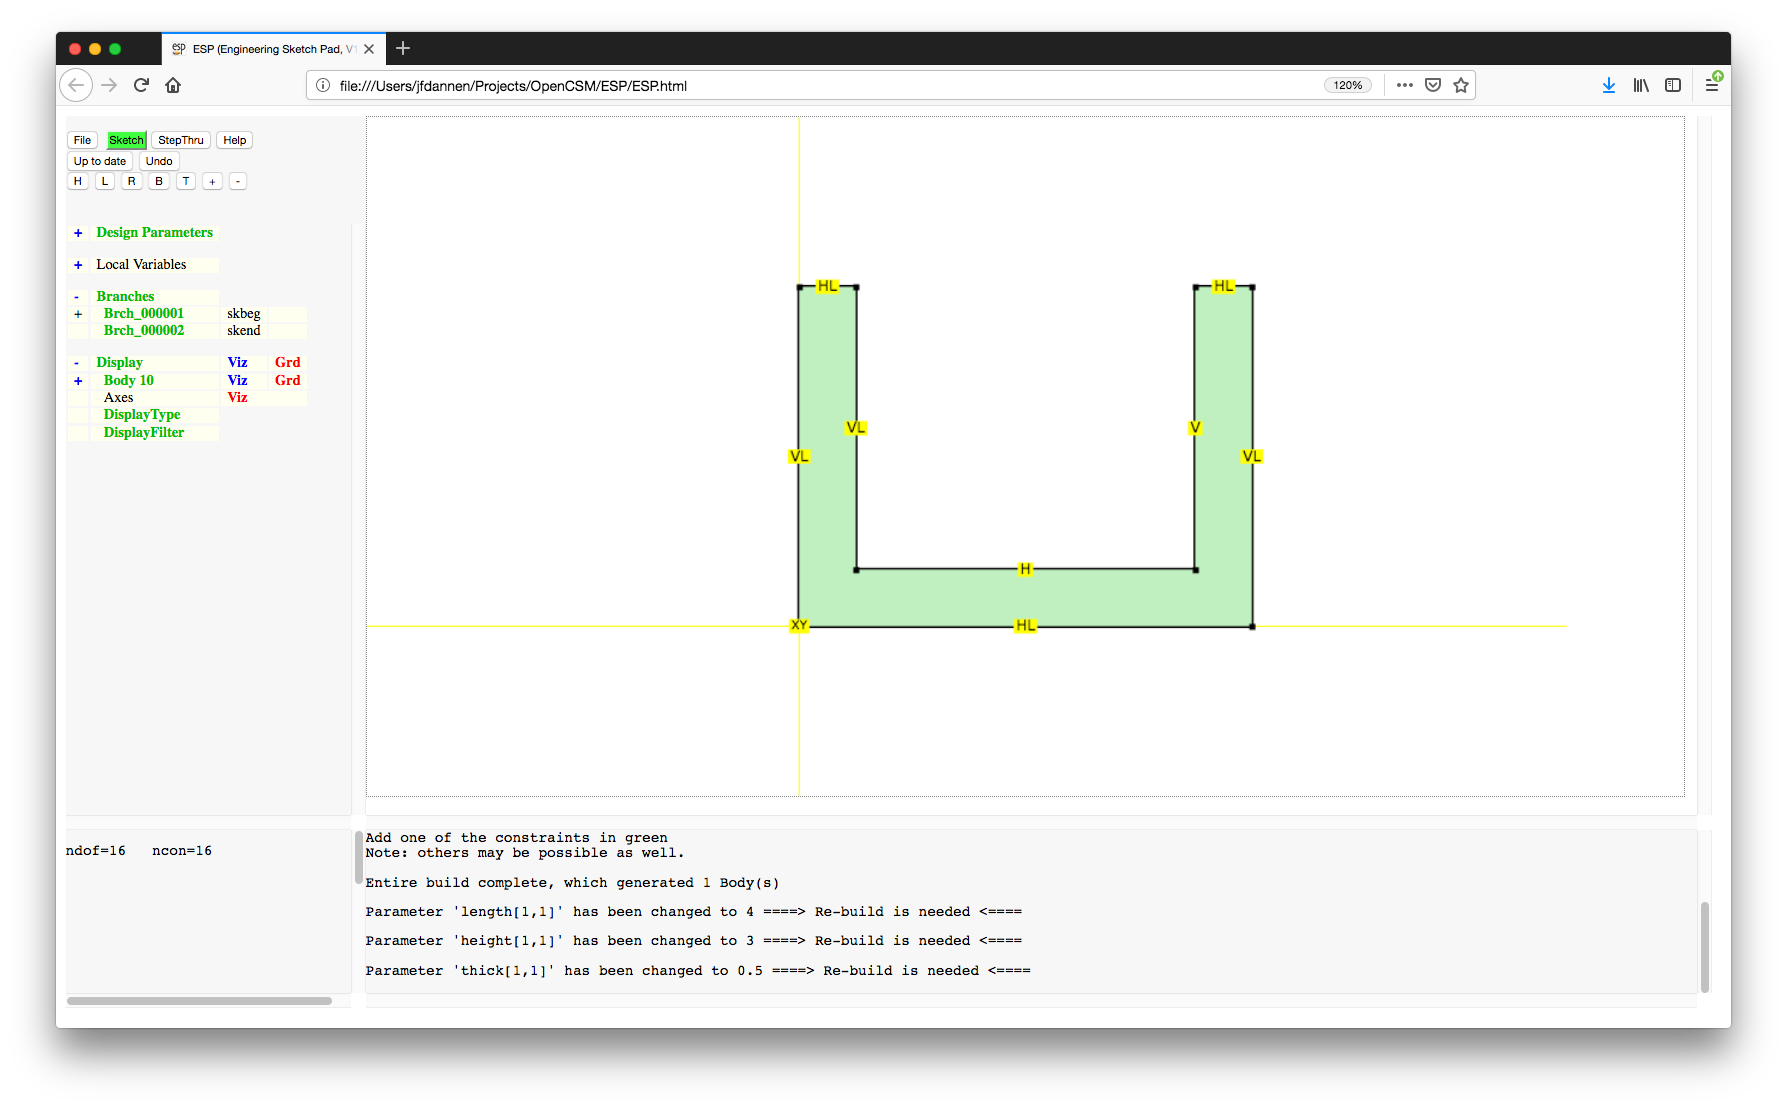 esp ESP (Engineering Sketch Pad, V1
file:///Users/jfdannen/Projects/OpenCSM/ESP/ESP.html 120%
File Sketch StepThru Help
Up to date Undo
H L R B T + -
+ Design Parameters
+ Local Variables
- Branches
+ Brch_000001 skbeg
Brch_000002 skend
- Display Viz Grd
+ Body 10 Viz Grd
Axes Viz
DisplayType
DisplayFilter
HL HL
VL V
VL VL
H
XY HL
ndof=16 ncon=16
Add one of the constraints in green
Note: others may be possible as well.
Entire build complete, which generated 1 Body(s)
Parameter 'length[1,1]' has been changed to 4 ====> Re-build is needed <====
Parameter 'height[1,1]' has been changed to 3 ====> Re-build is needed <====
Parameter 'thick[1,1]' has been changed to 0.5 ====> Re-build is needed <====